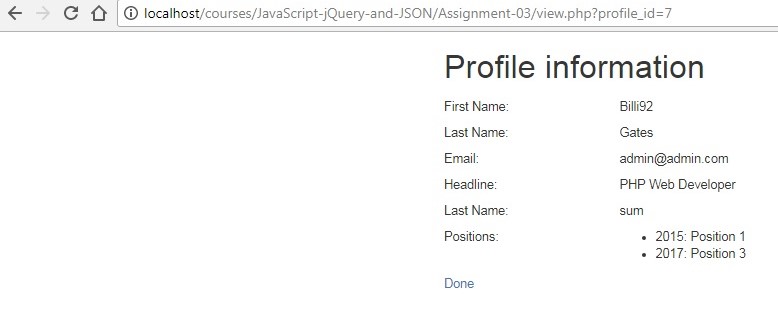 localhost/courses/JavaScript-jQuery-and-JSON/Assignment-03/view.php?profile_id=7
Profile information
First Name: Billi92
Last Name: Gates
Email: admin@admin.com
Headline: PHP Web Developer
Last Name: sum
Positions: • 2015: Position 1
• 2017: Position 3
Done